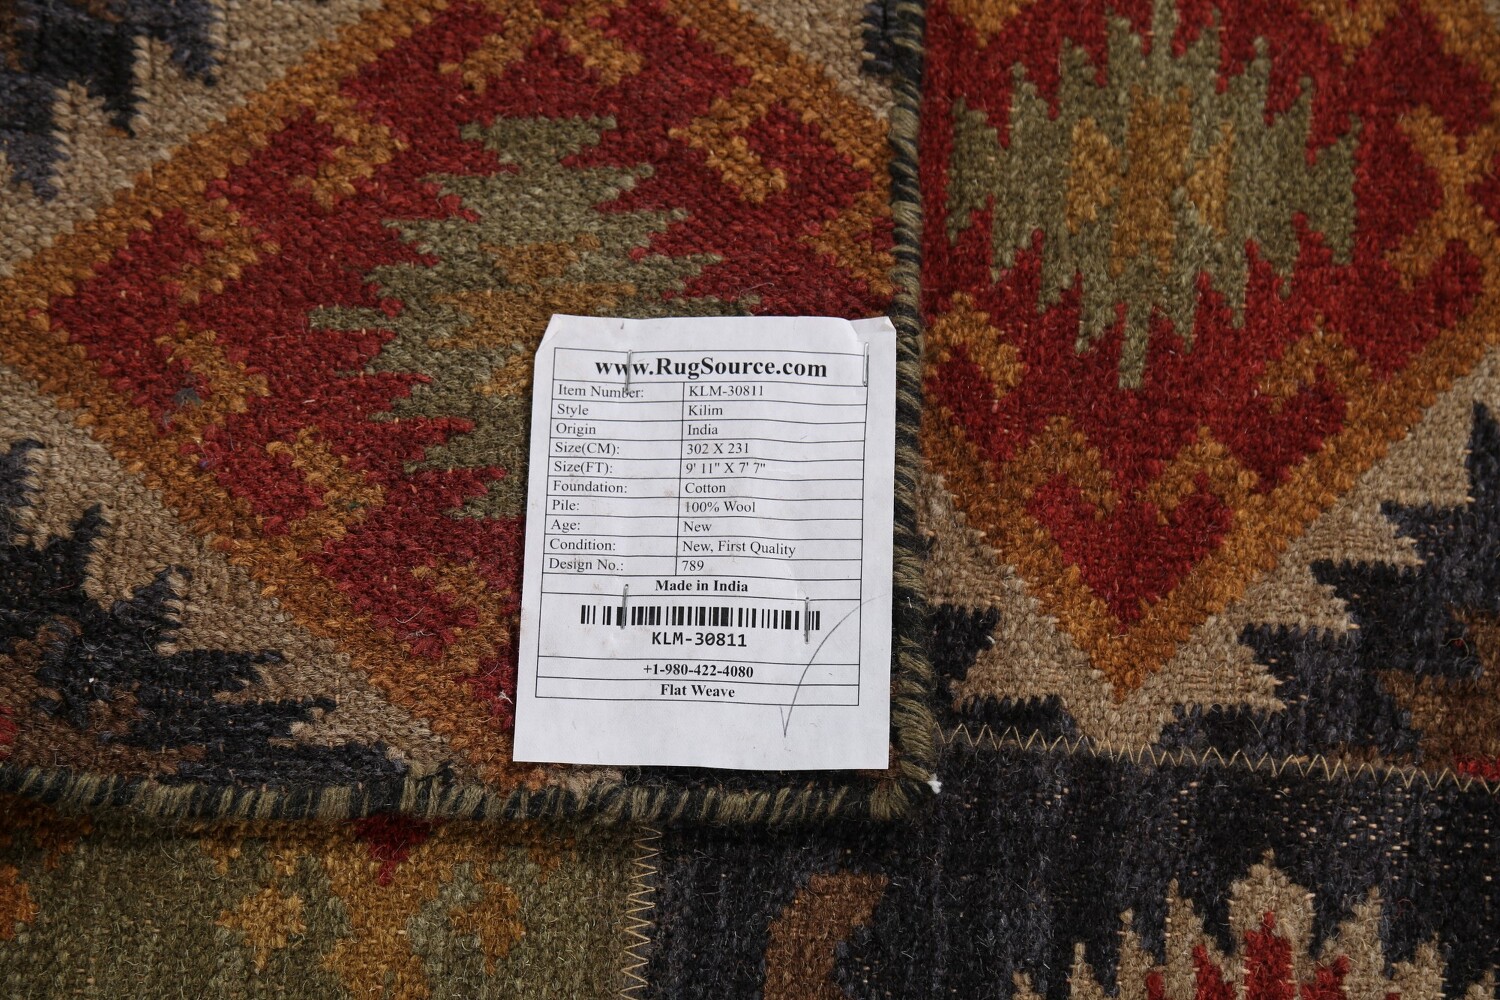 www.RugSource.com
Item Number: KLM-30811
Style Kilim
Origin India
Size(CM): 302 X 231
Size(FT): 9' 11" X 7' 7"
Foundation: Cotton
Pile: 100% Wool
Age: New
Condition: New, First Quality
Design No.: 789
Made in India
KLM-30811
+1-980-422-4080
Flat Weave